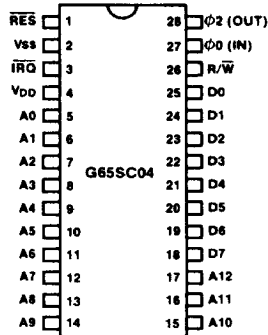 R̅E̅S̅ 1 28 ϕ2 (OUT)
Vss 2 27 ϕ0 (IN)
I̅R̅Q̅ 3 26 R/W̅
VDD 4 25 D0
A0 5 24 D1
A1 6 23 D2
A2 7 22 D3
G65SC04
A3 8 21 D4
A4 9 20 D5
A5 10 19 D6
A6 11 18 D7
A7 12 17 A12
A8 13 16 A11
A9 14 15 A10